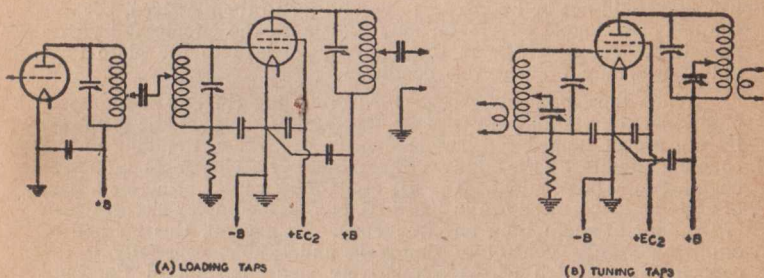 +B
-B +EC2 +B
-B +EC2 +B
(A) LOADING TAPS
(B) TUNING TAPS